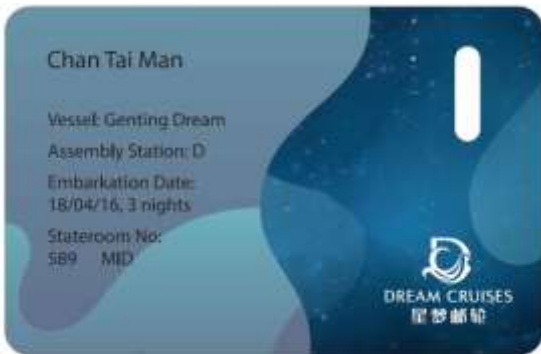 Chan Tai Man
Vessel: Genting Dream
Assembly Station: D
Embarkation Date:
18/04/16, 3 nights
Stateroom No:
S89 MID
DREAM CRUISES
星梦邮轮